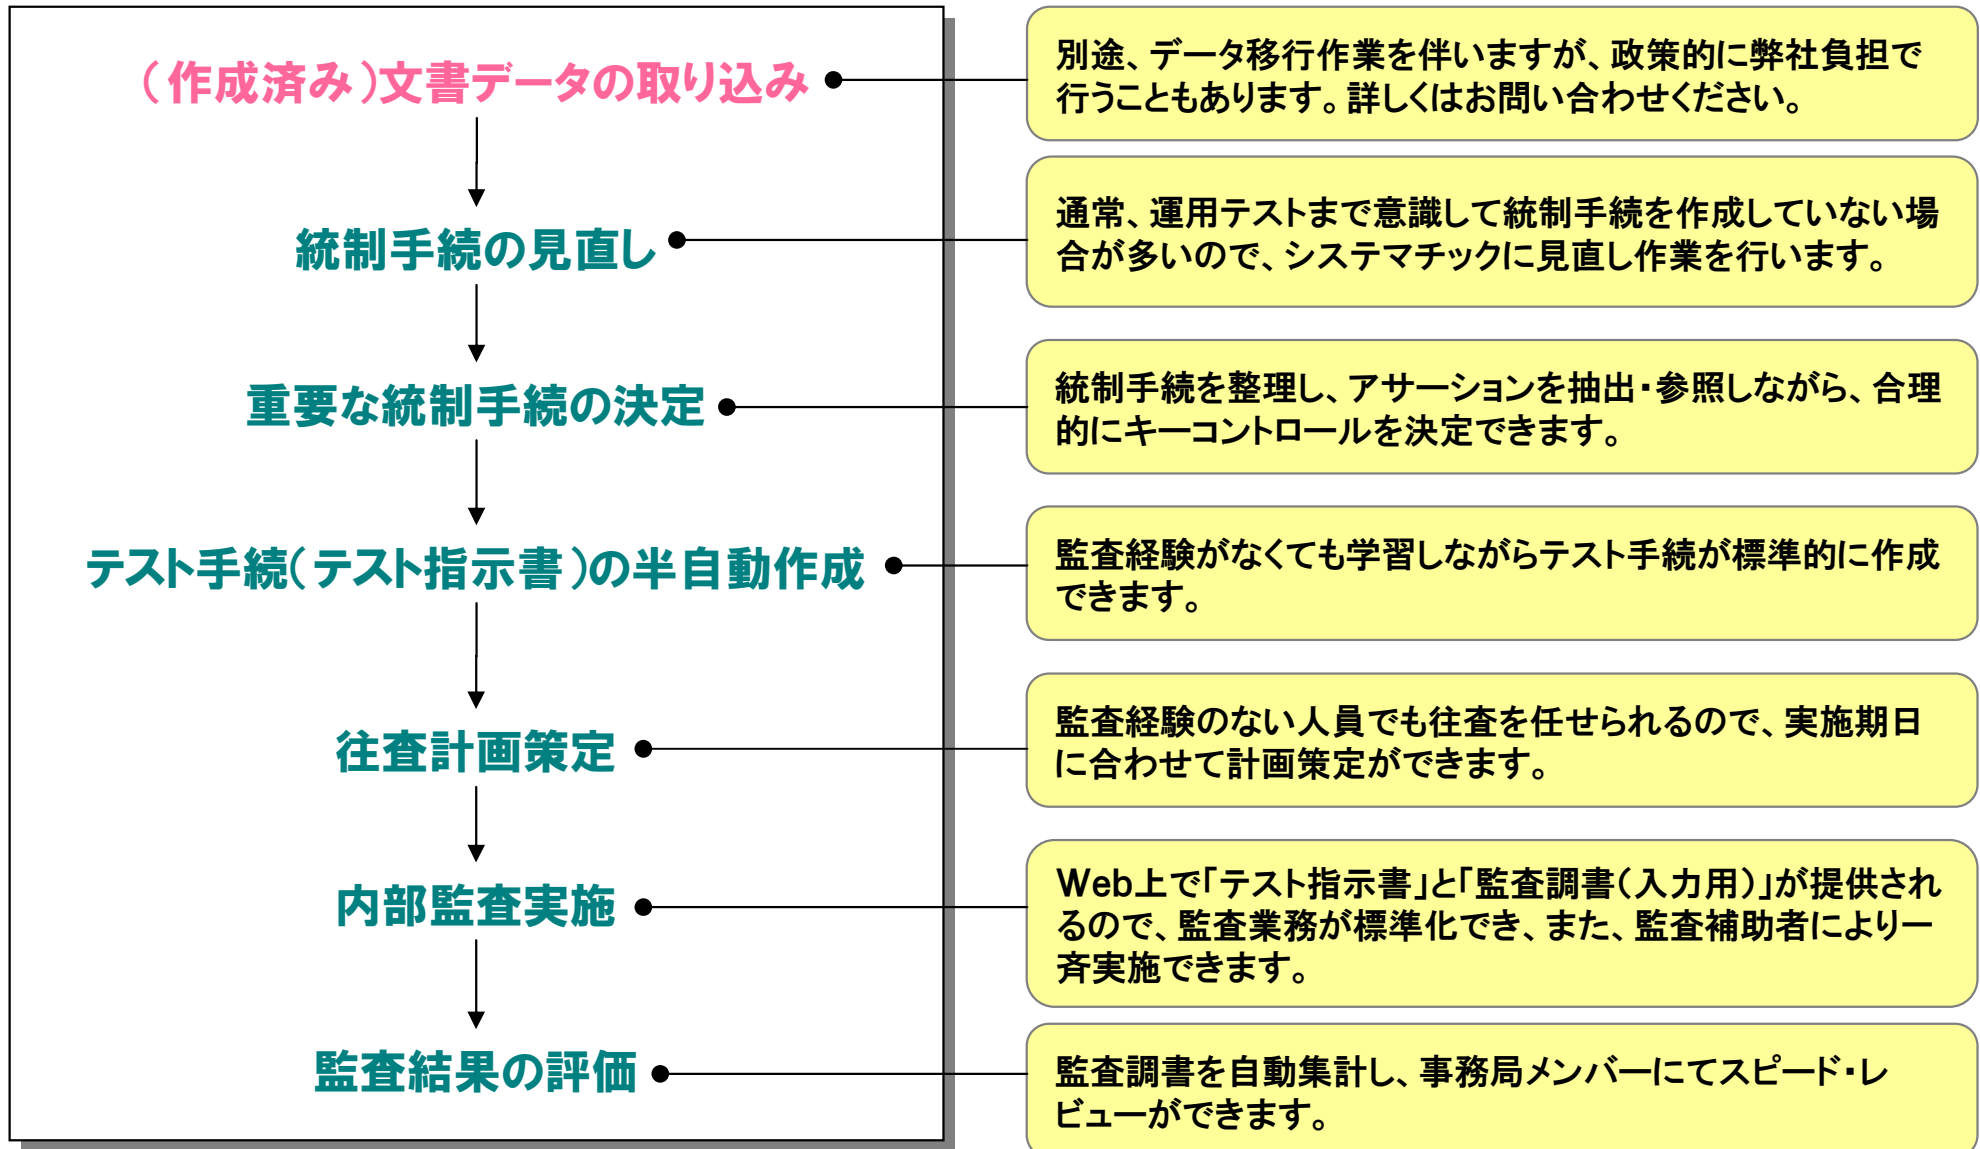 （作成済み）文書データの取り込み
別途、データ移行作業を伴いますが、政策的に弊社負担で
行うこともあります。詳しくはお問い合わせください。
統制手続の見直し
通常、運用テストまで意識して統制手続を作成していない場
合が多いので、システマチックに見直し作業を行います。
重要な統制手続の決定
統制手続を整理し、アサーションを抽出・参照しながら、合理
的にキーコントロールを決定できます。
テスト手続（テスト指示書）の半自動作成
監査経験がなくても学習しながらテスト手続が標準的に作成
できます。
往査計画策定
監査経験のない人員でも往査を任せられるので、実施期日
に合わせて計画策定ができます。
内部監査実施
Web上で「テスト指示書」と「監査調書（入力用）」が提供され
るので、監査業務が標準化でき、また、監査補助者により一
斉実施できます。
監査結果の評価
監査調書を自動集計し、事務局メンバーにてスピード・レ
ビューができます。